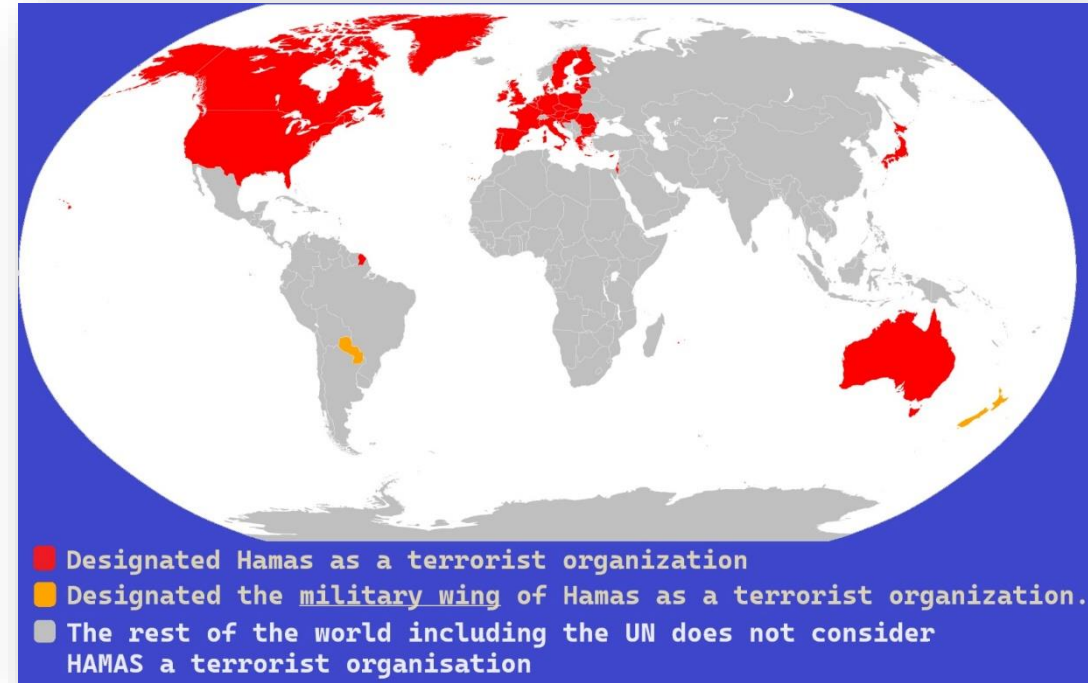 Designated Hamas as a terrorist organization
Designated the military wing of Hamas as a terrorist organization.
The rest of the world including the UN does not consider
HAMAS a terrorist organisation